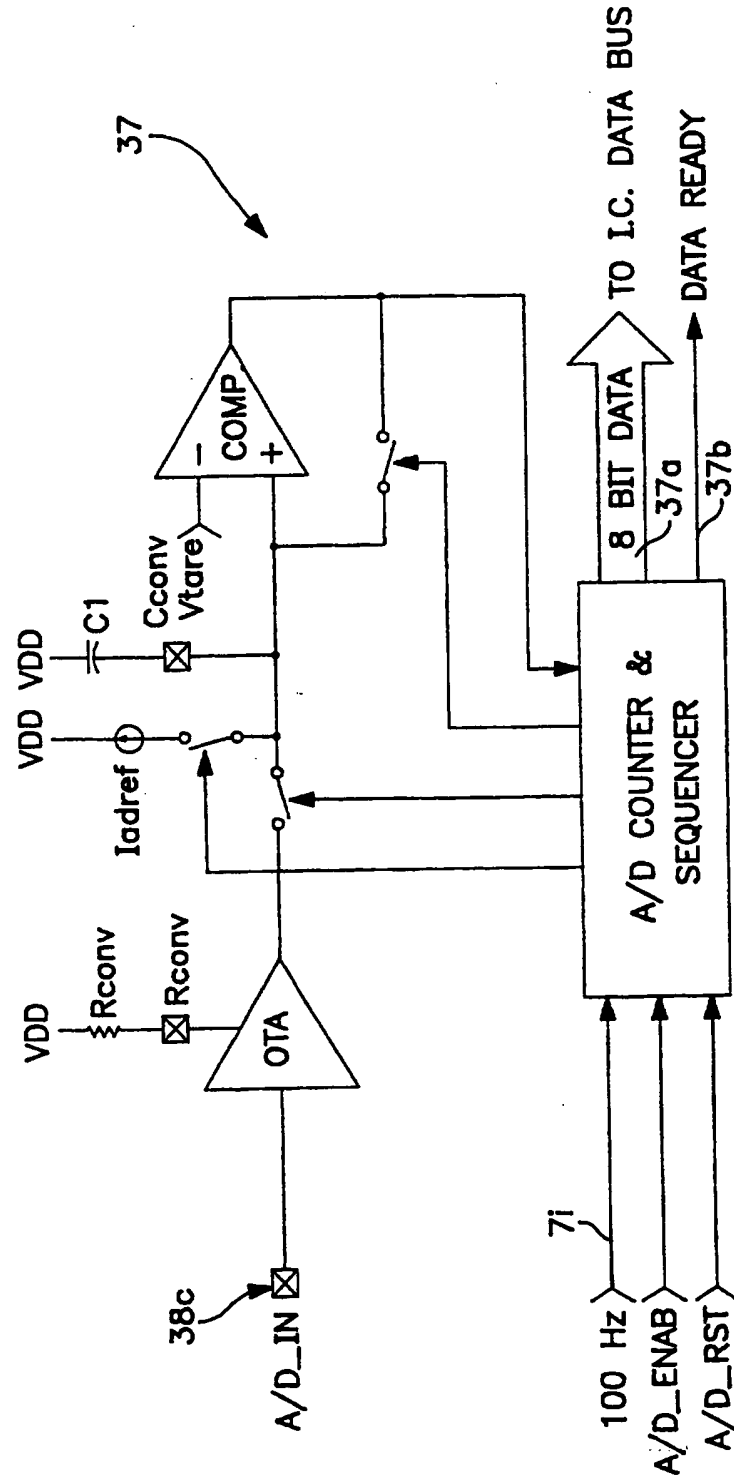 37
VDD
VDD
VDD
C1
Rconv
Iadref
Cconv
Rconv
Vtare
OTA
−
COMP
+
38c
A/D_IN
7i
100 Hz
A/D_ENAB
A/D_RST
A/D COUNTER &
SEQUENCER
8 BIT DATA
TO I.C. DATA BUS
37a
DATA READY
37b